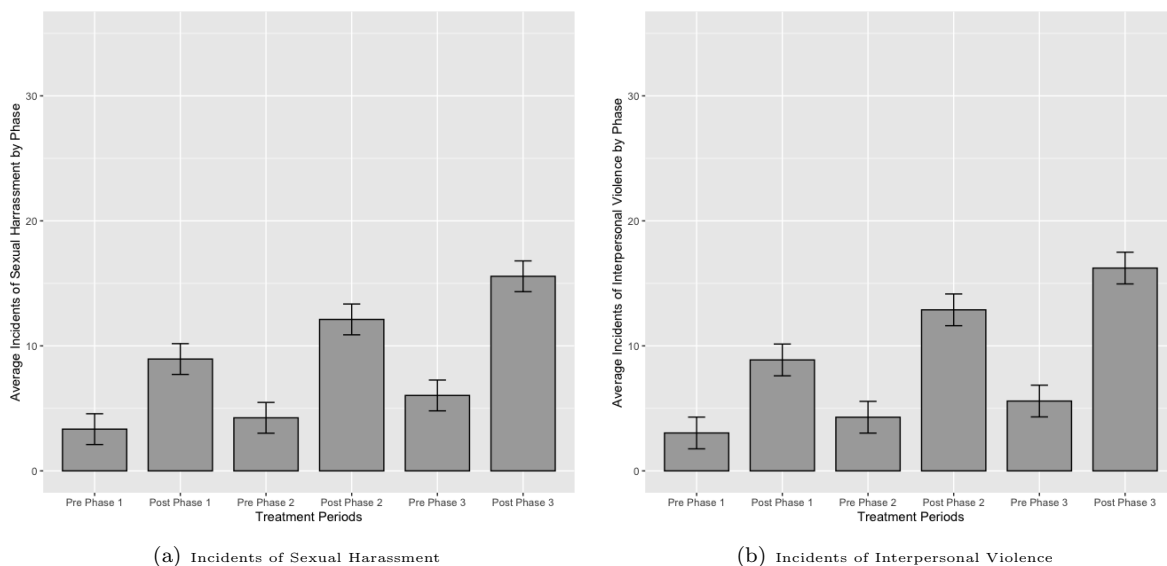 Average Incidents of Sexual Harrassment by Phase
30
20
10
0
Pre Phase 1 Post Phase 1 Pre Phase 2 Post Phase 2 Pre Phase 3 Post Phase 3
Treatment Periods
(a) Incidents of Sexual Harassment
Average Incidents of Interpersonal Violence by Phase
30
20
10
0
Pre Phase 1 Post Phase 1 Pre Phase 2 Post Phase 2 Pre Phase 3 Post Phase 3
Treatment Periods
(b) Incidents of Interpersonal Violence